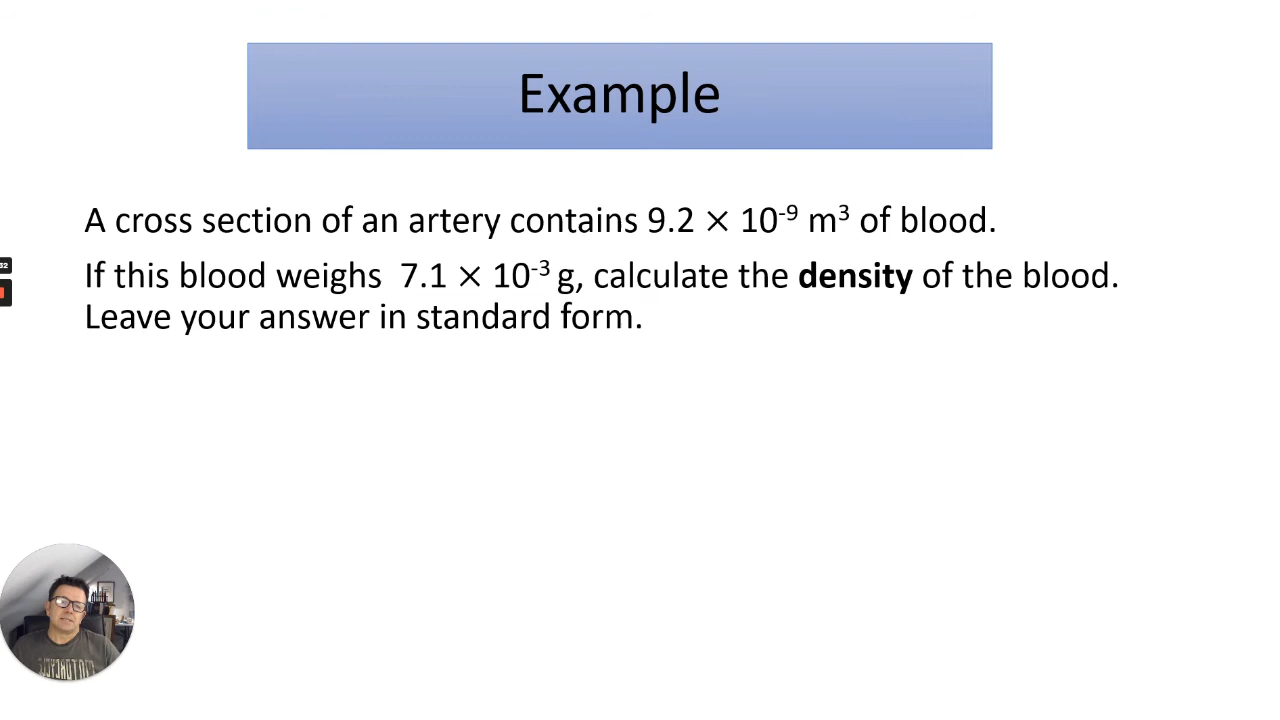 Example
A cross section of an artery contains 9.2 × 10⁻⁹ m³ of blood.
If this blood weighs 7.1 × 10⁻³ g, calculate the density of the blood.
Leave your answer in standard form.
32